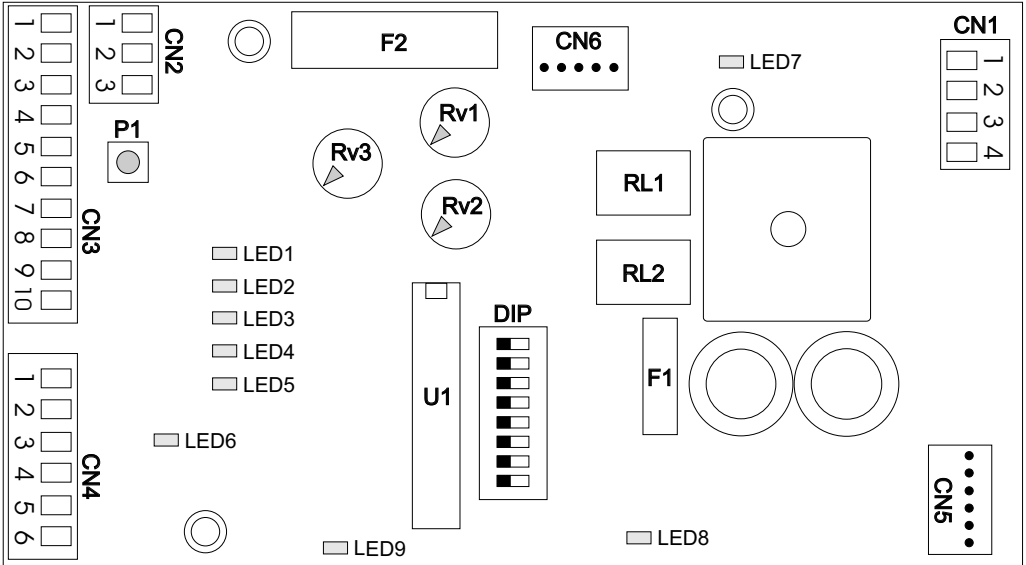 CN3
1
2
3
4
5
6
7
8
9
10
CN2
1
2
3
P1
F2
CN6
LED7
CN1
1
2
3
4
Rv1
Rv3
Rv2
RL1
RL2
LED1
LED2
LED3
LED4
LED5
LED6
U1
DIP
F1
CN4
1
2
3
4
5
6
CN5
LED9
LED8